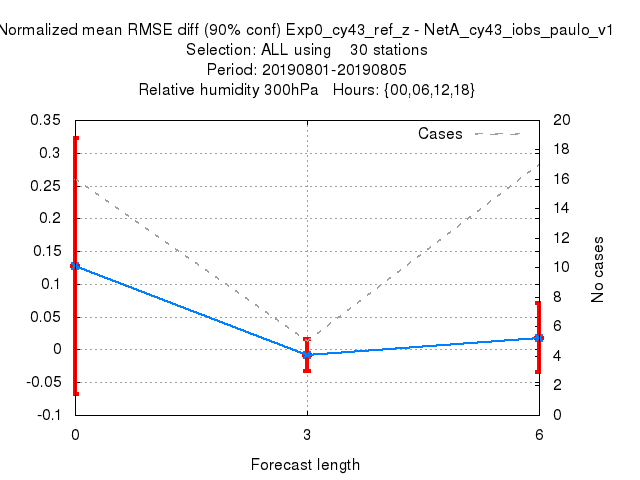 Normalized mean RMSE diff (90% conf) Exp0_cy43_ref_z - NetA_cy43_iobs_paulo_v1
Selection: ALL using    30 stations
Period: 20190801-20190805
Relative humidity 300hPa   Hours: {00,06,12,18}
Cases
0.35
0.3
0.25
0.2
0.15
0.1
0.05
0
-0.05
-0.1
20
18
16
14
12
10
8
6
4
2
0
No cases
0 3 6
Forecast length